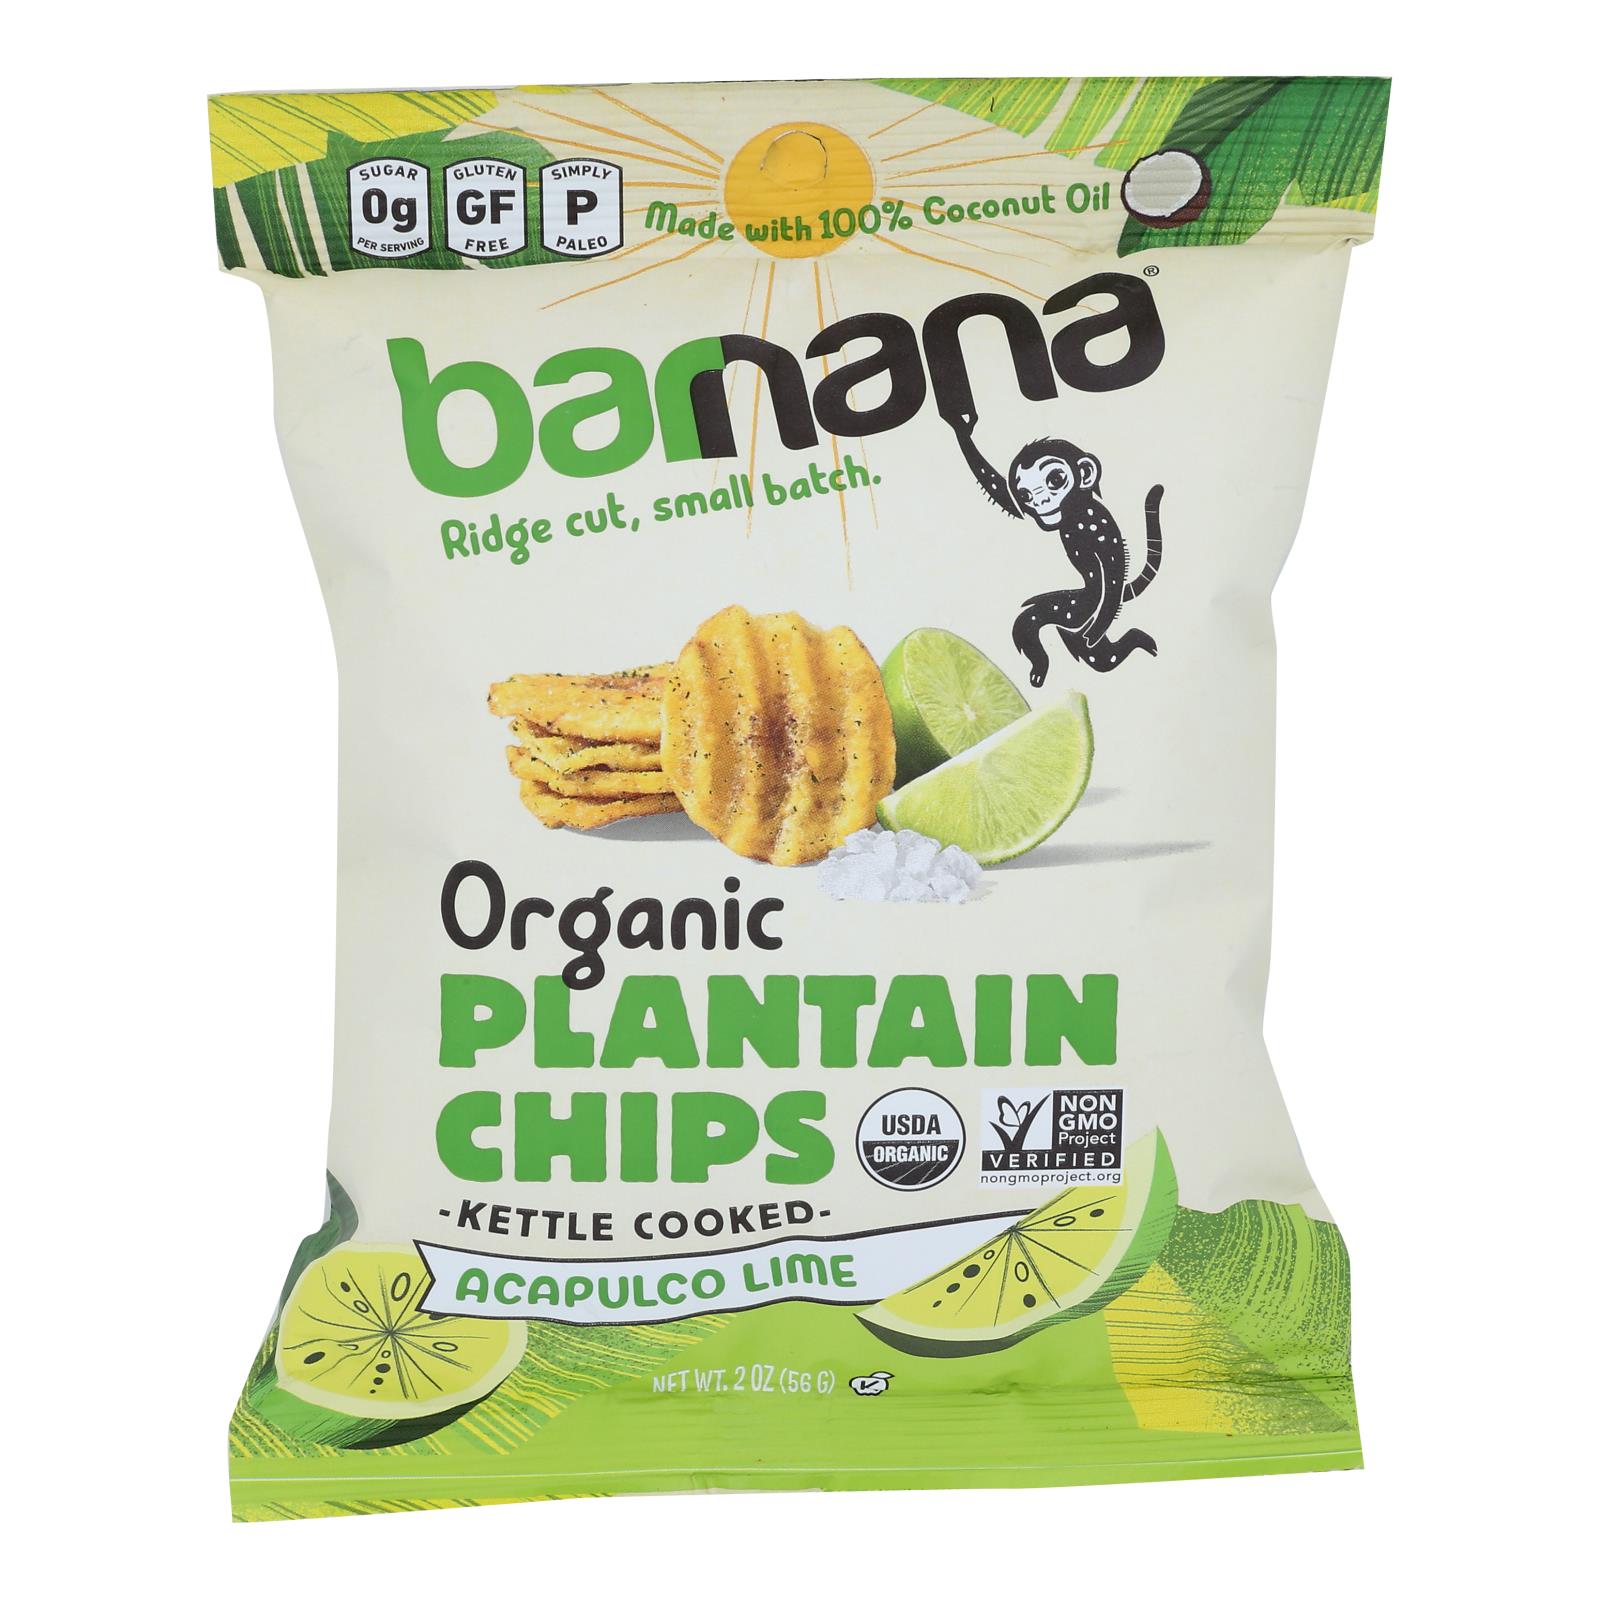 SUGAR
0g
PER SERVING
GLUTEN
GF
FREE
SIMPLY
P
PALEO
Made with 100% Coconut Oil
barnana®
Ridge cut, small batch.
Organic
PLANTAIN
CHIPS
USDA
ORGANIC
NON
GMO
Project
VERIFIED
nongmoproject.org
-KETTLE COOKED-
ACAPULCO LIME
NET WT. 2 OZ (56 G)